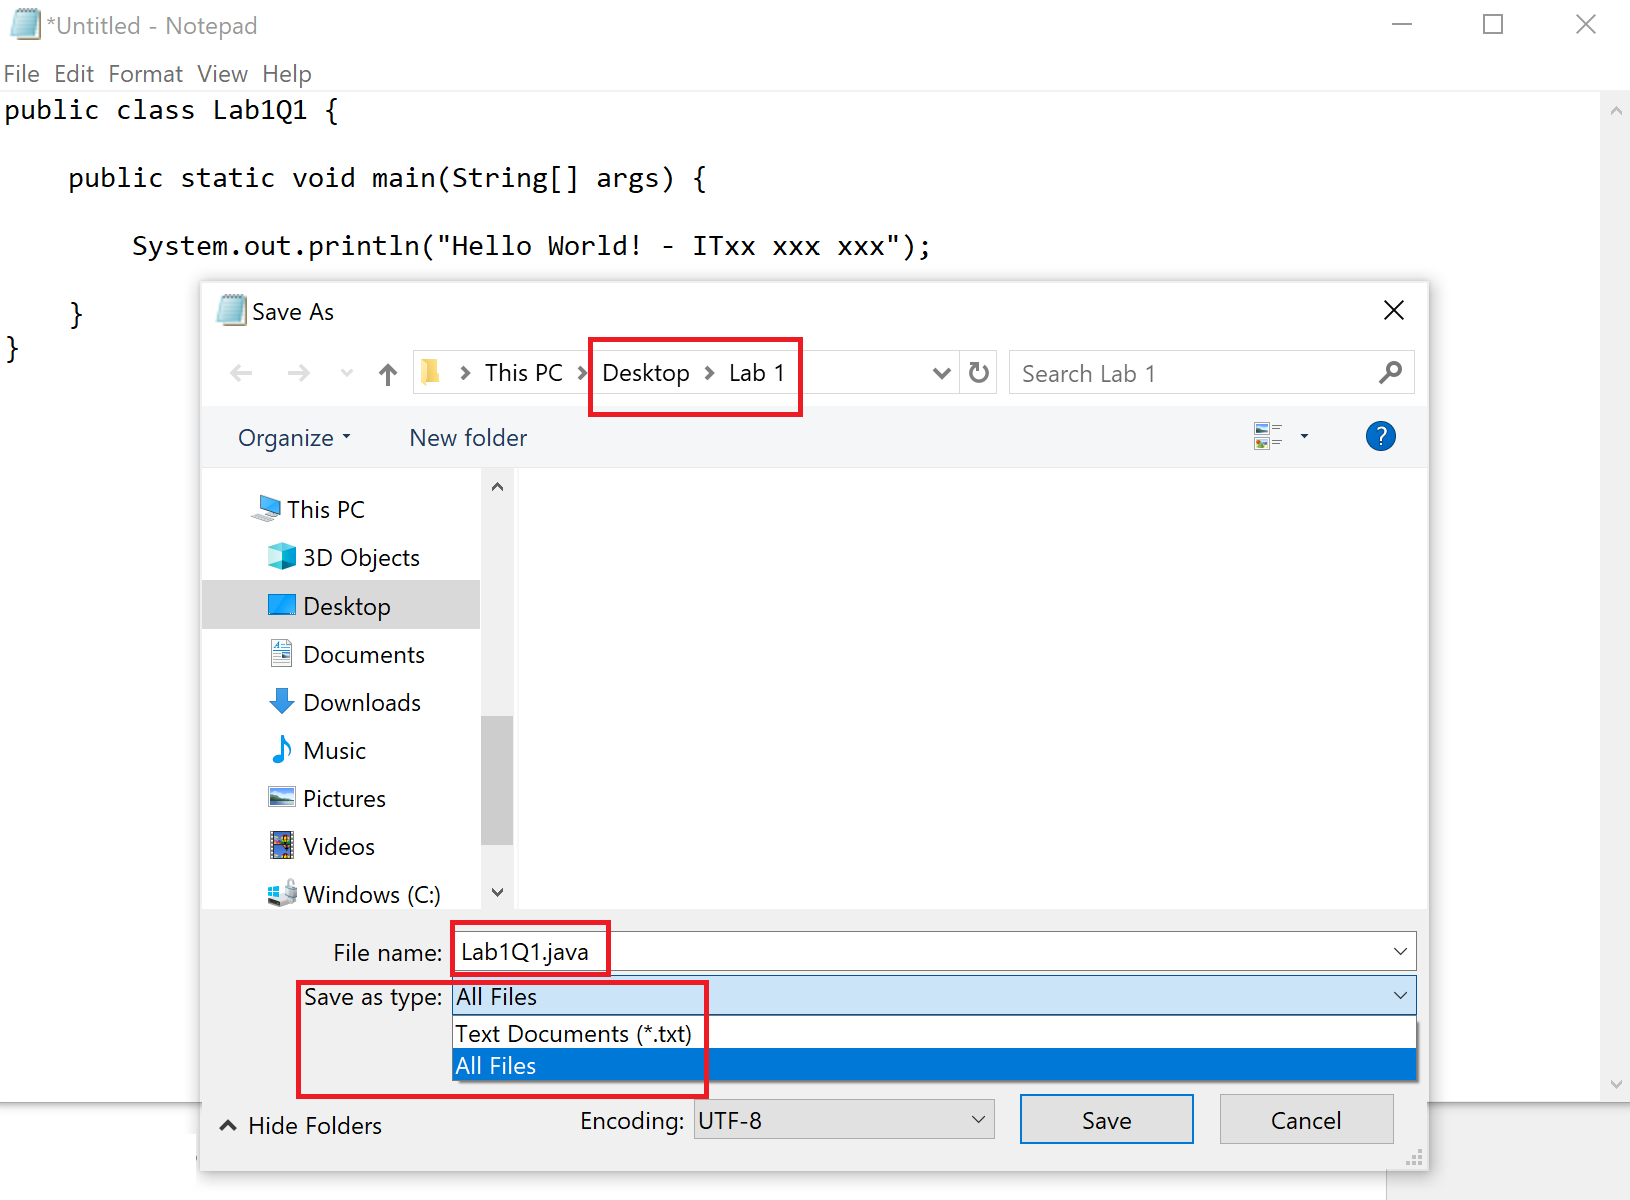 *Untitled - Notepad
File Edit Format View Help
public class Lab1Q1 {
public static void main(String[] args) {
System.out.println("Hello World! - ITxx xxx xxx");
}
}
Save As
This PC > Desktop > Lab 1
Search Lab 1
Organize
New folder
?
This PC
3D Objects
Desktop
Documents
Downloads
Music
Pictures
Videos
Windows (C:)
File name: Lab1Q1.java
Save as type: All Files
Text Documents (*.txt)
All Files
Hide Folders
Encoding: UTF-8
Save
Cancel